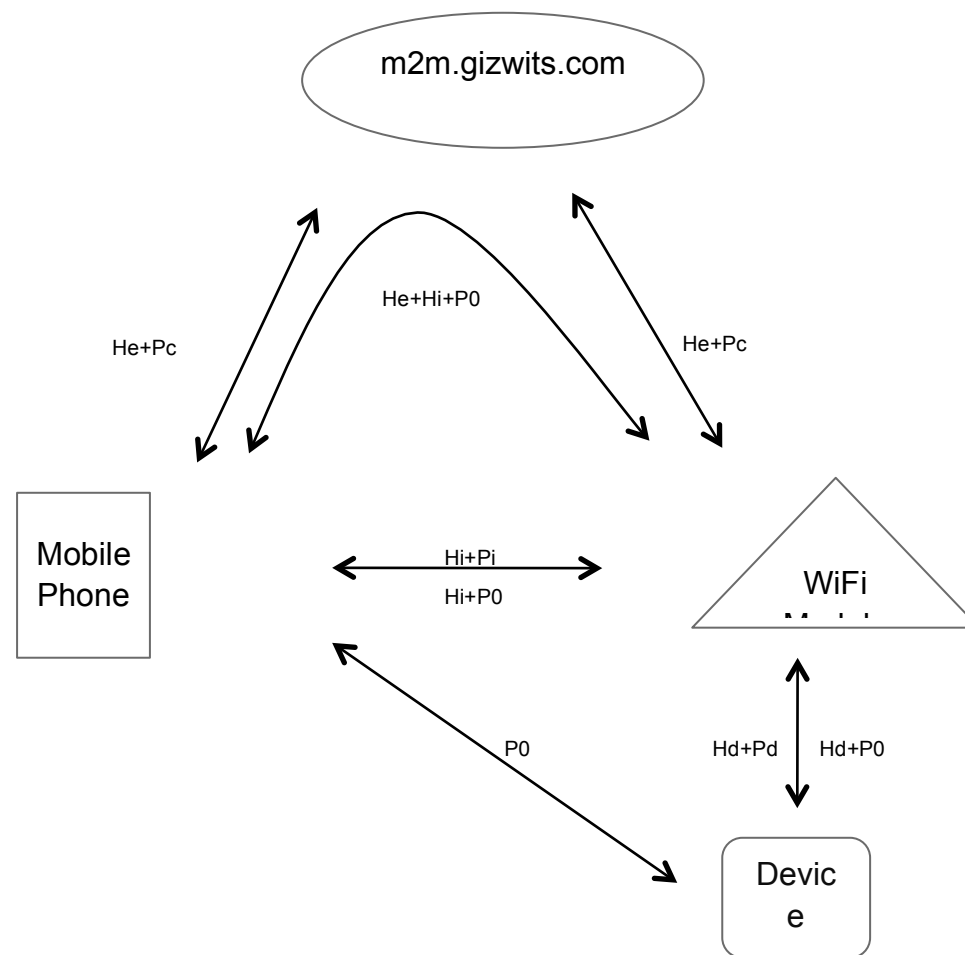 m2m.gizwits.com
He+Hi+P0
He+Pc
He+Pc
Mobile
Phone
Hi+Pi
Hi+P0
WiFi
P0
Hd+Pd
Hd+P0
Devic
e